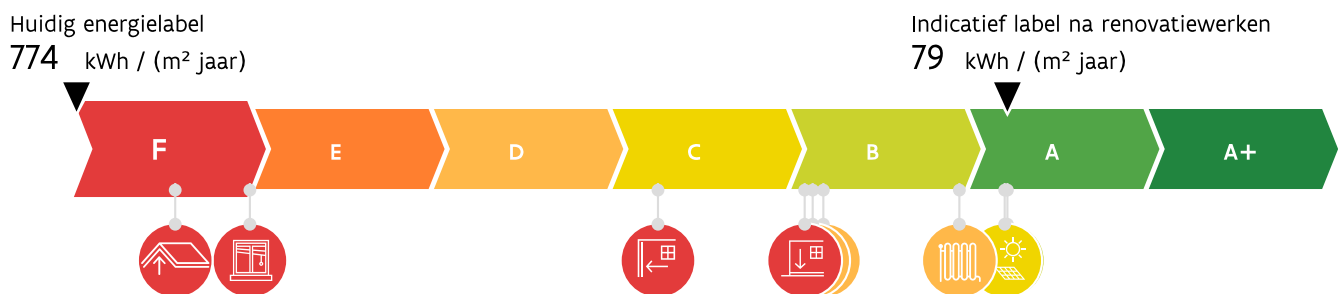 Huidig energielabel
774 kWh / (m² jaar)
Indicatief label na renovatiewerken
79 kWh / (m² jaar)
F E D C B A A+